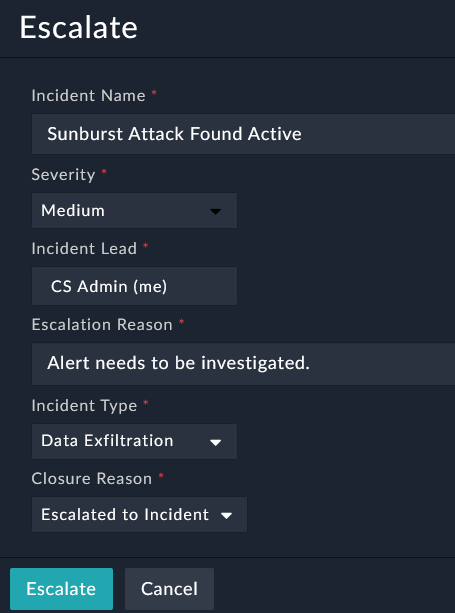 Escalate
Incident Name *
Sunburst Attack Found Active
Severity *
Medium
Incident Lead *
CS Admin (me)
Escalation Reason *
Alert needs to be investigated.
Incident Type *
Data Exfiltration
Closure Reason *
Escalated to Incident
Escalate Cancel